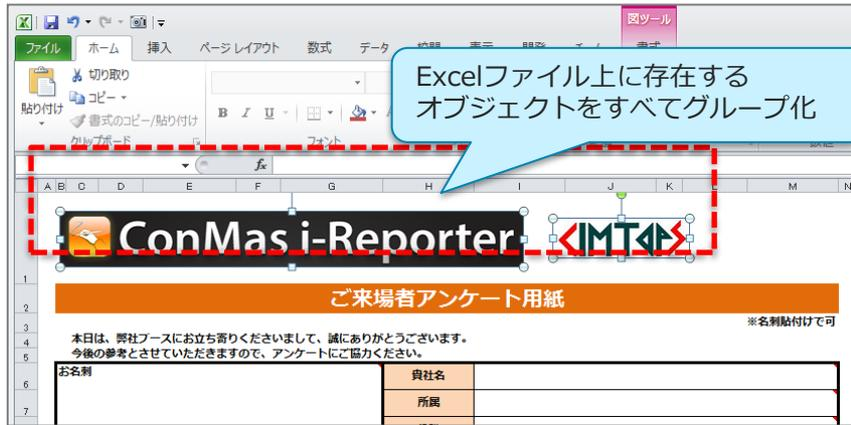 図ツール
ファイル ホーム 挿入 ページ レイアウト 数式 データ
切り取り
コピー
書式のコピー/貼り付け
貼り付け
クリップボード
B I U
フォント
Excelファイル上に存在する
オブジェクトをすべてグループ化
fx
A B C D E F G H I J K M N
ConMas i-Reporter CIMTOPS
1
ご来場者アンケート用紙
2
※名刺貼付けで可
3
本日は、弊社ブースにお立ち寄りくださいまして、誠にありがとうございます。
4
今後の参考とさせていただきますので、アンケートにご協力ください。
5
お名刺 貴社名
6
所属
7